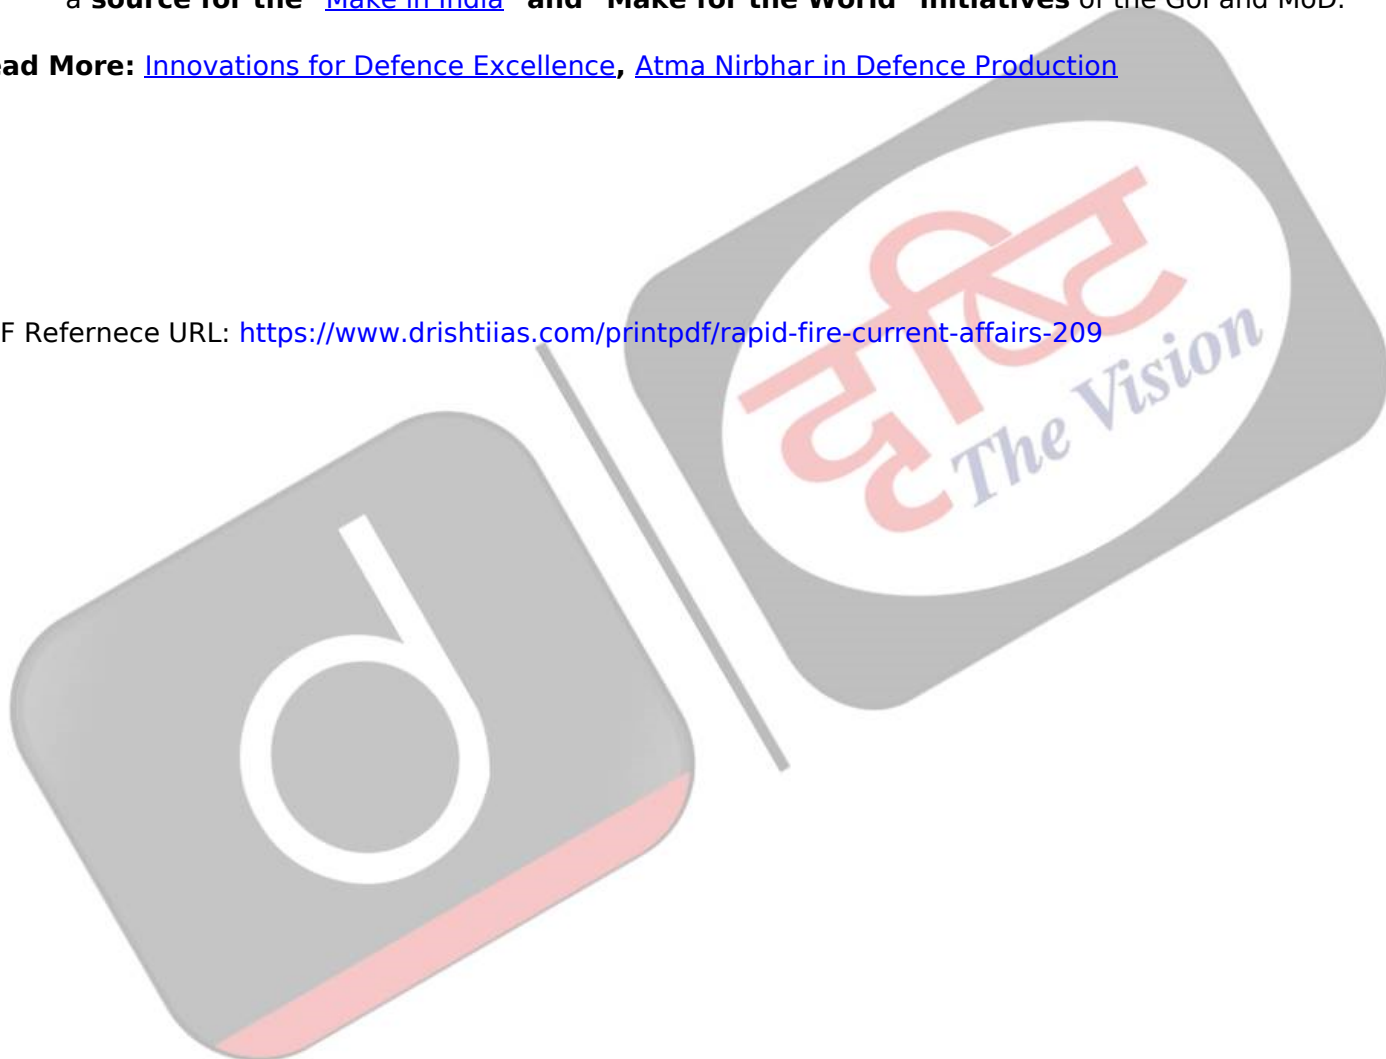 a source for the "Make in India" and "Make for the World" initiatives of the GoI and MoD.
ad More: Innovations for Defence Excellence, Atma Nirbhar in Defence Production
F Refernece URL: https://www.drishtiias.com/printpdf/rapid-fire-current-affairs-209
दृष्टि
The Vision
d